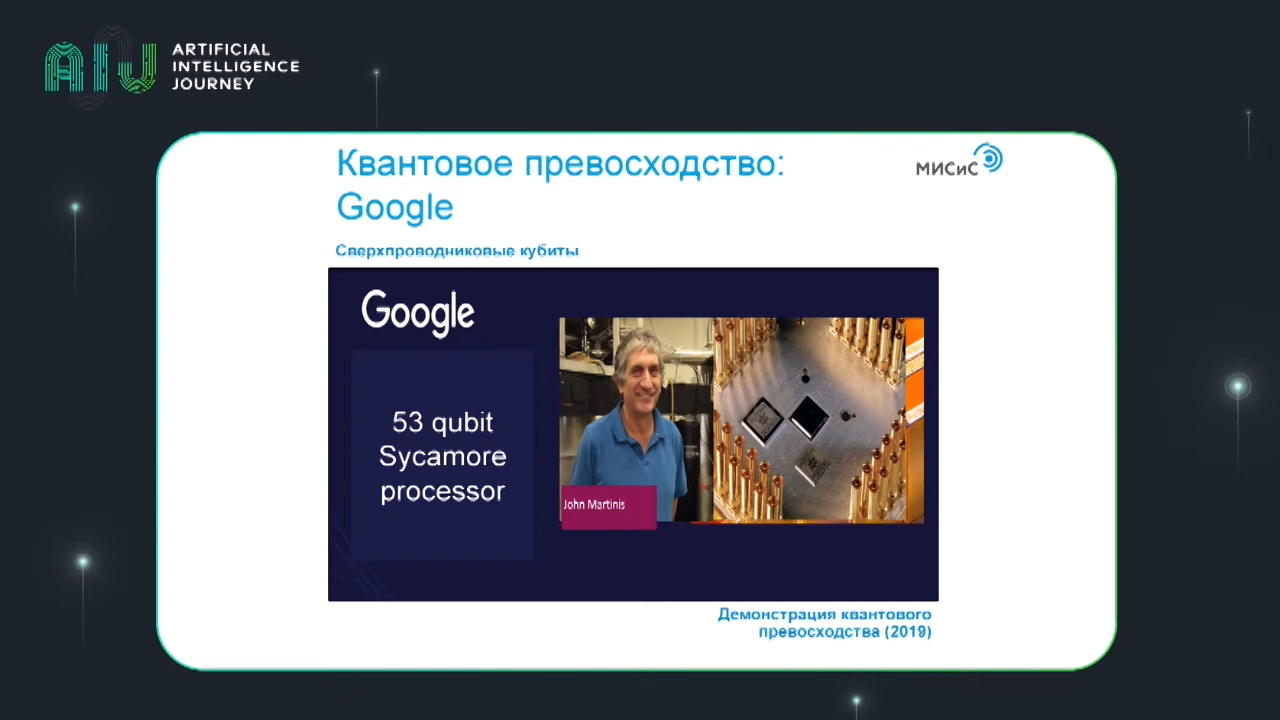 ARTIFICIAL
INTELLIGENCE
JOURNEY
Квантовое превосходство:
Google
МИСиС
Сверхпроводниковые кубиты
Google
53 qubit
Sycamore
processor
John Martinis
Демонстрация квантового
превосходства (2019)